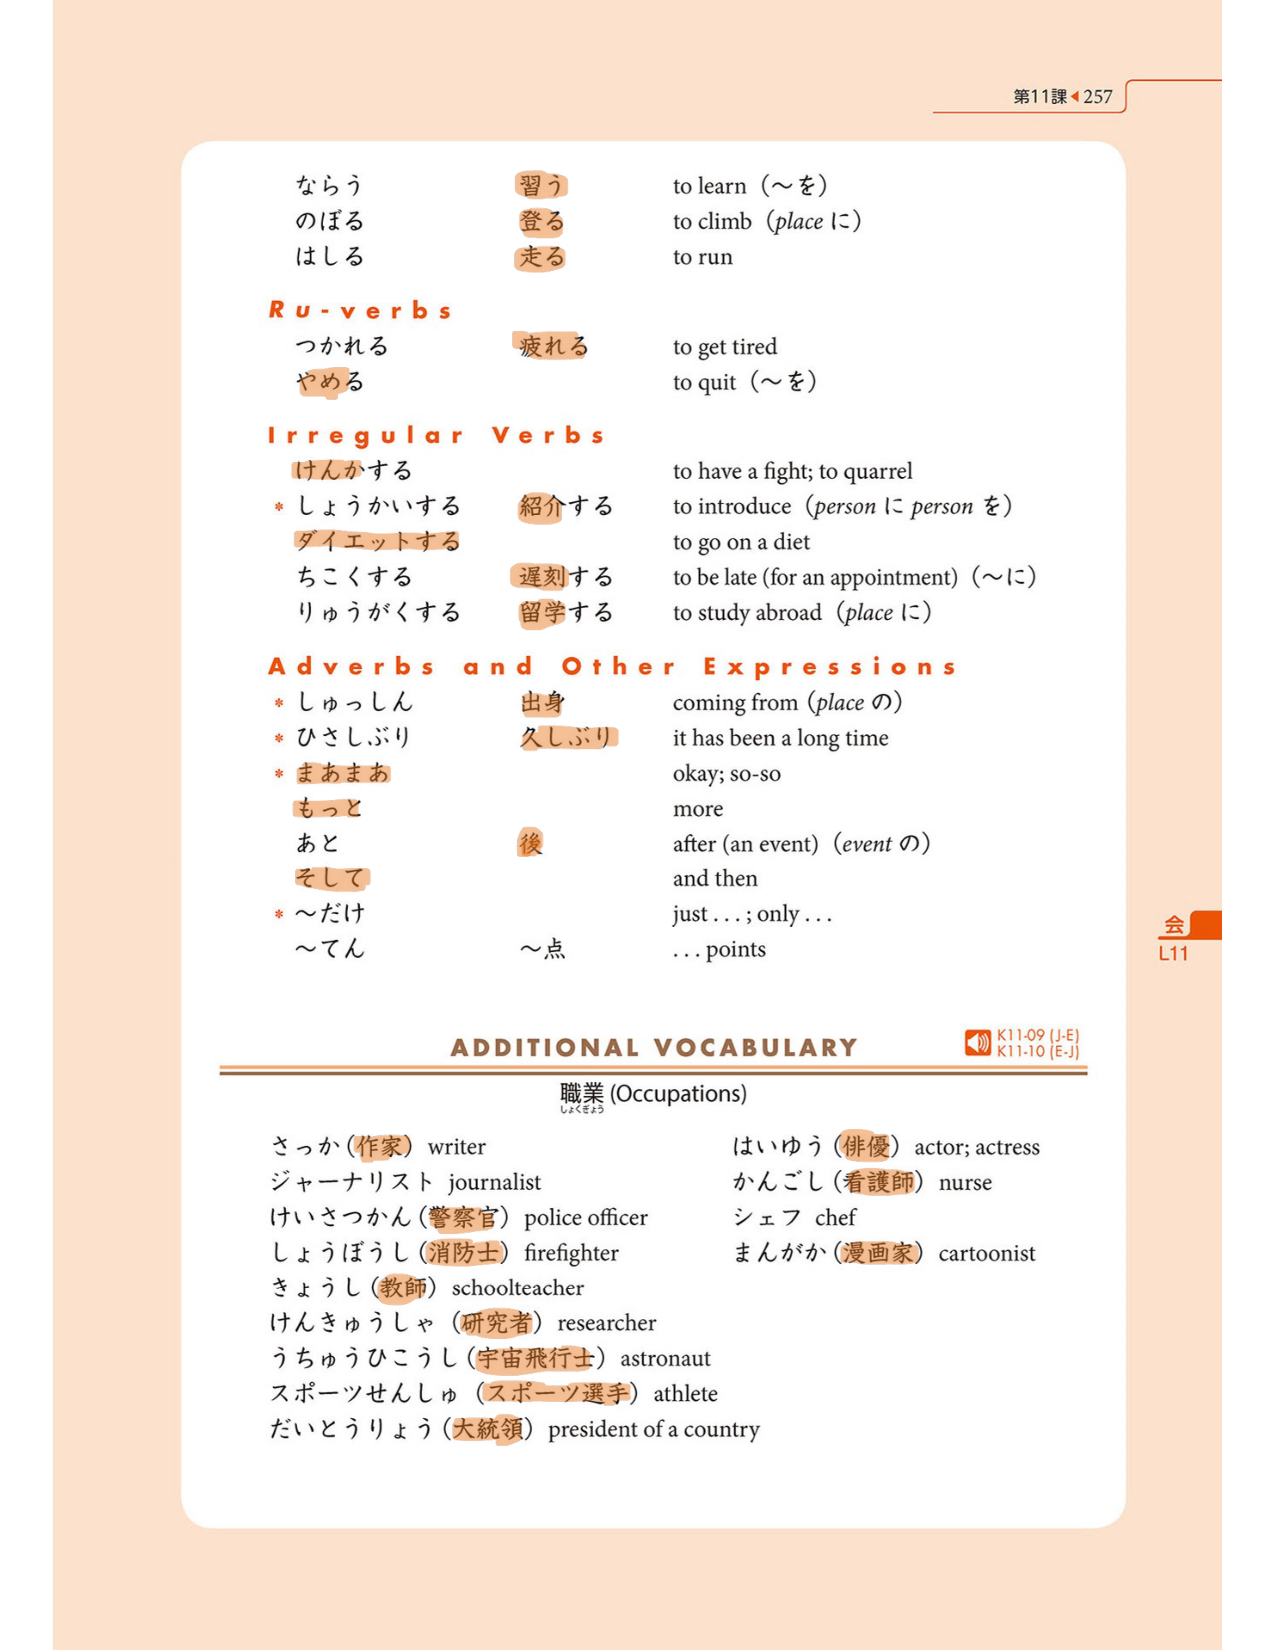 第11課◀257
ならう 習う to learn（～を）
のぼる 登る to climb（place に）
はしる 走る to run
Ru-verbs
つかれる 疲れる to get tired
やめる to quit（～を）
Irregular Verbs
けんかする to have a fight; to quarrel
* しょうかいする 紹介する to introduce（person に person を）
ダイエットする to go on a diet
ちこくする 遅刻する to be late (for an appointment)（～に）
りゅうがくする 留学する to study abroad（place に）
Adverbs and Other Expressions
* しゅっしん 出身 coming from（place の）
* ひさしぶり 久しぶり it has been a long time
* まあまあ okay; so-so
もっと more
あと 後 after (an event)（event の）
そして and then
* ～だけ just . . . ; only . . .
～てん ～点 . . . points
会
L11
ADDITIONAL VOCABULARY
K11-09 (J-E)
K11-10 (E-J)
職業 (Occupations)
しょくぎょう
さっか（作家）writer
ジャーナリスト journalist
けいさつかん（警察官）police officer
しょうぼうし（消防士）firefighter
きょうし（教師）schoolteacher
けんきゅうしゃ（研究者）researcher
うちゅうひこうし（宇宙飛行士）astronaut
スポーツせんしゅ（スポーツ選手）athlete
だいとうりょう（大統領）president of a country
はいゆう（俳優）actor; actress
かんごし（看護師）nurse
シェフ chef
まんがか（漫画家）cartoonist